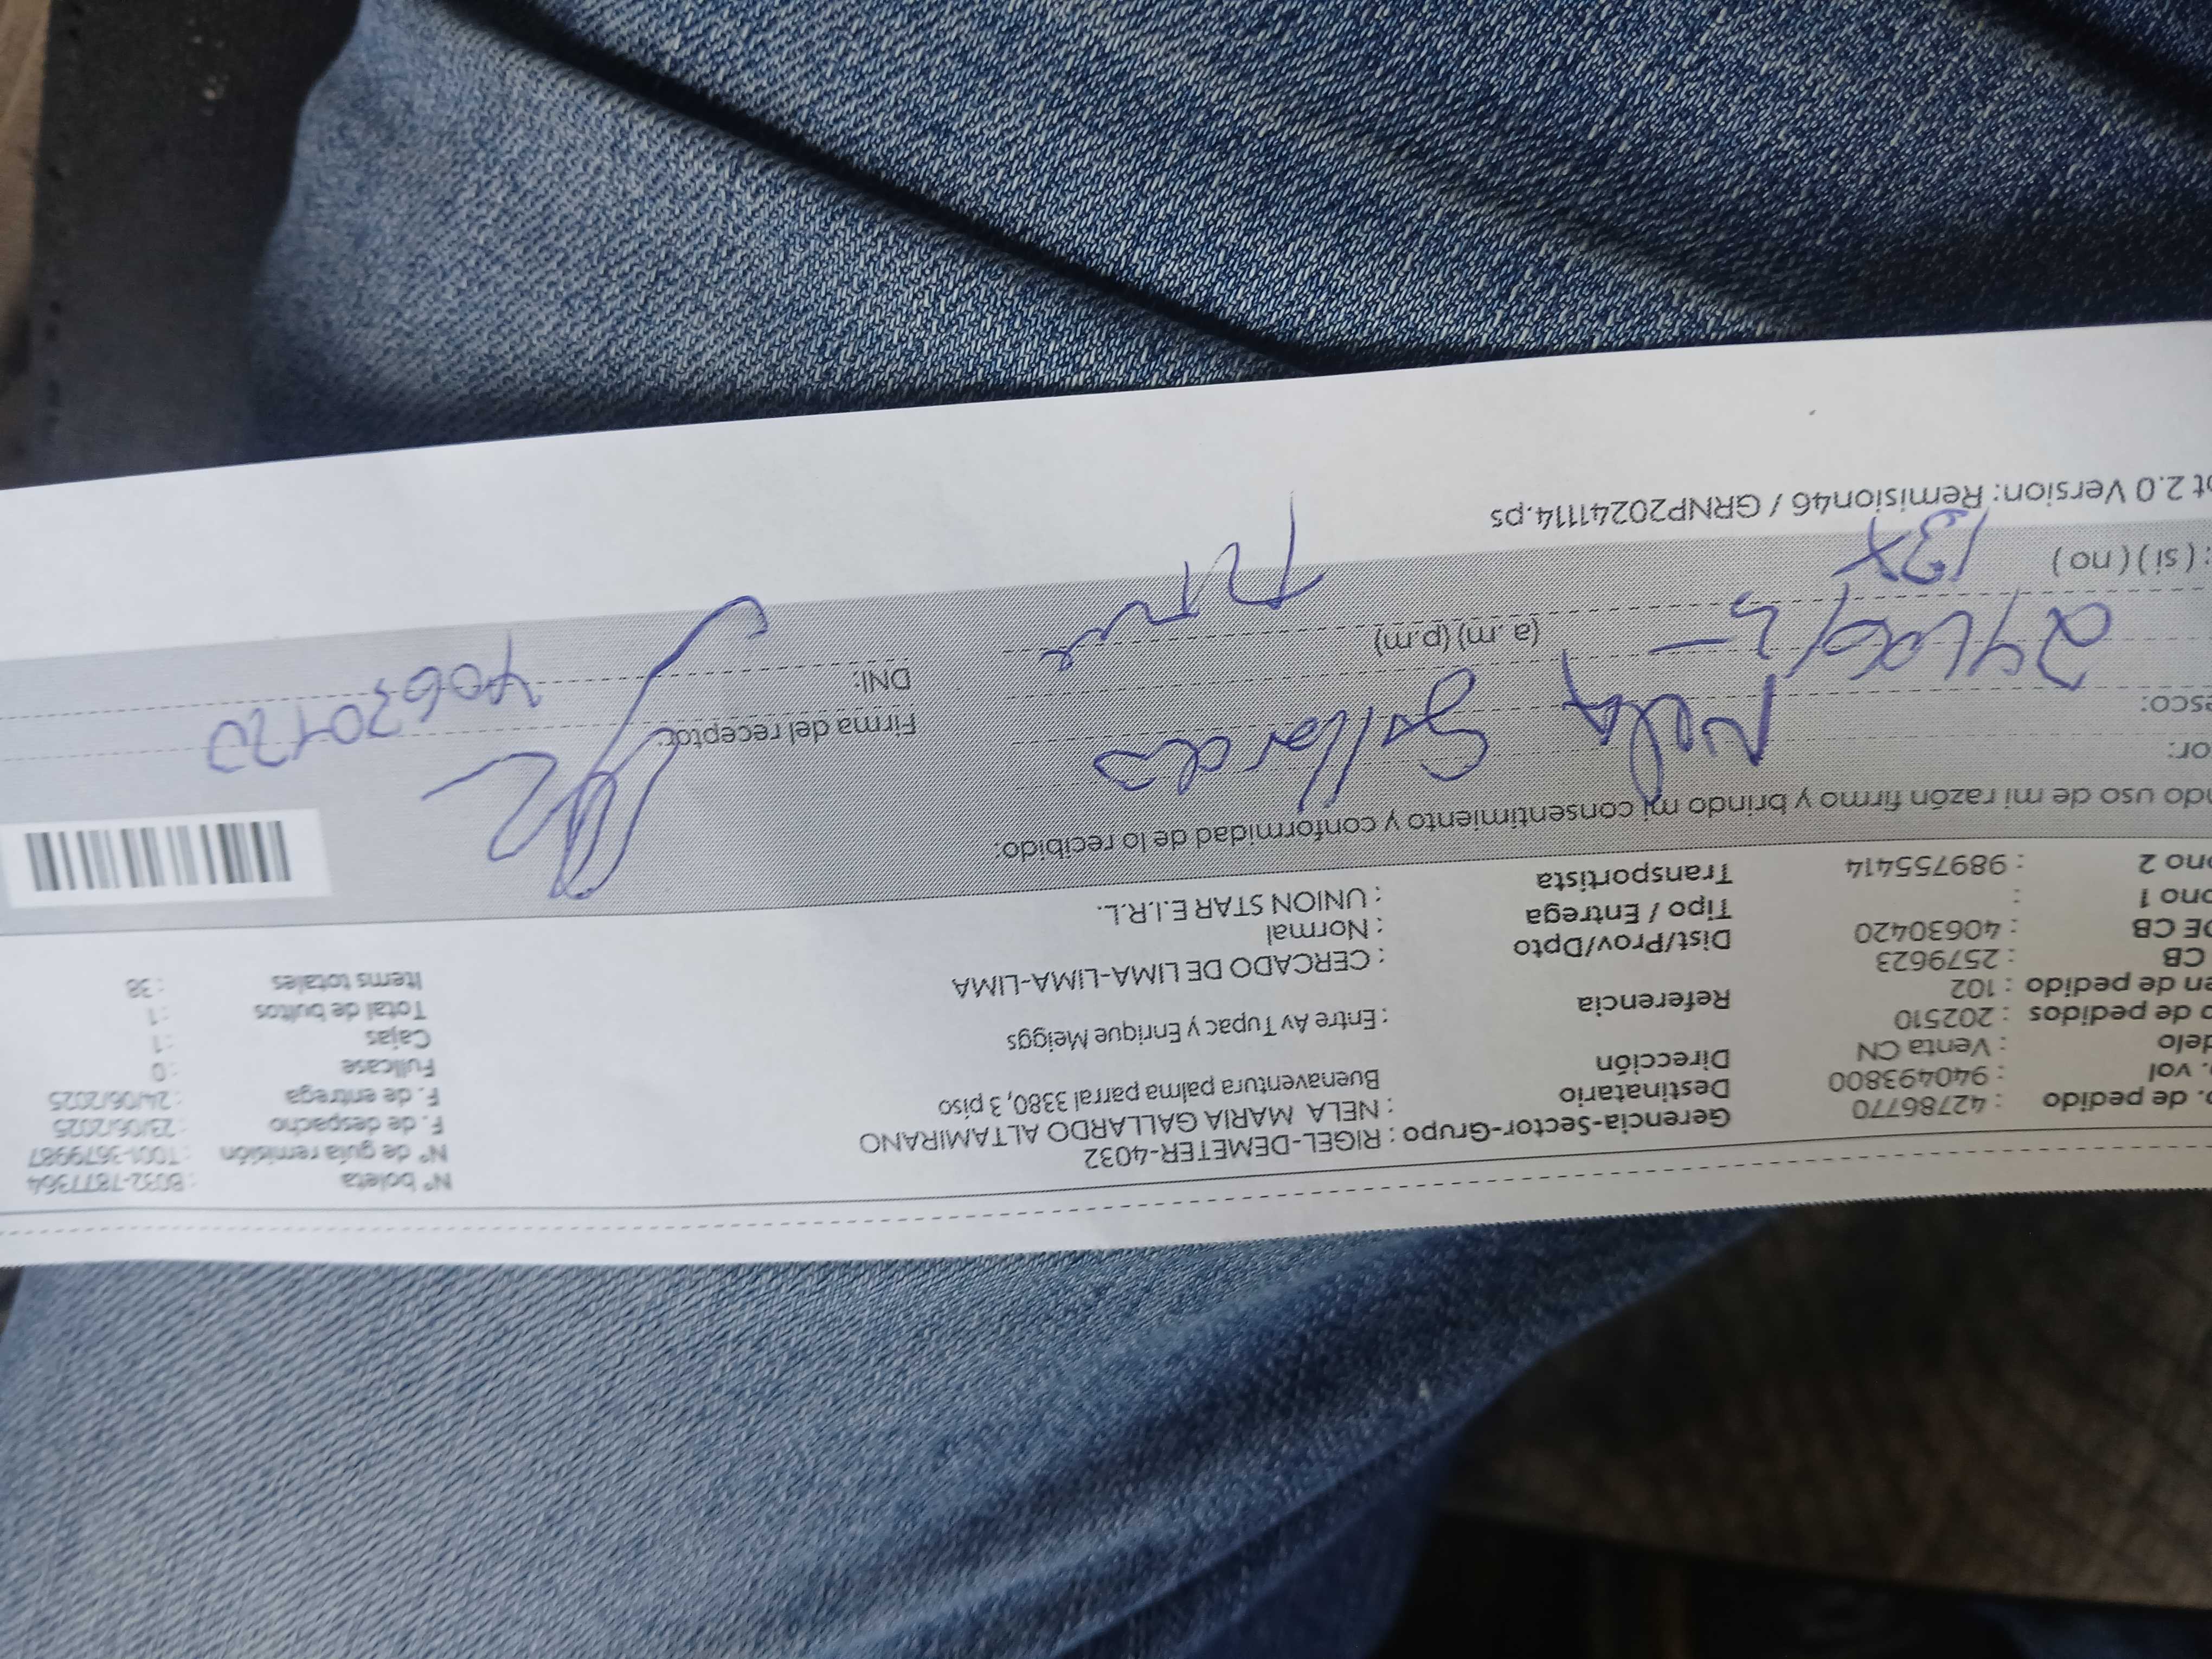 Nº boleta : B032-7877364
Nº de guía remisión : T001-3679987
F. de despacho : 23/06/2025
F. de entrega : 24/06/2025
Fullcase : 0
Cajas : 1
Total de bultos : 1
Items totales : 38
Gerencia-Sector-Grupo : RIGEL-DEMETER-4032
Destinatario : NELA MARIA GALLARDO ALTAMIRANO
Dirección Buenaventura palma parral 3380, 3 piso
Referencia : Entre Av Tupac y Enrique Meiggs
Dist/Prov/Dpto : CERCADO DE LIMA-LIMA-LIMA
Tipo / Entrega : Normal
Transportista : UNION STAR E.I.R.L.
. de pedido : 42786770
. vol : 940493800
delo : Venta CN
o de pedidos : 202510
en de pedido : 102
CB : 2579623
DE CB : 40630420
ono 1 :
ono 2 : 989755414
ndo uso de mi razón firmo y brindo mi consentimiento y conformidad de lo recibido:
or: Nela Gallardo
esco:
Firma del receptor:
DNI: 40630420
(a.m) (p.m)
: ( si ) ( no )
ot 2.0 Version: Remision46 / GRNP20241114.ps